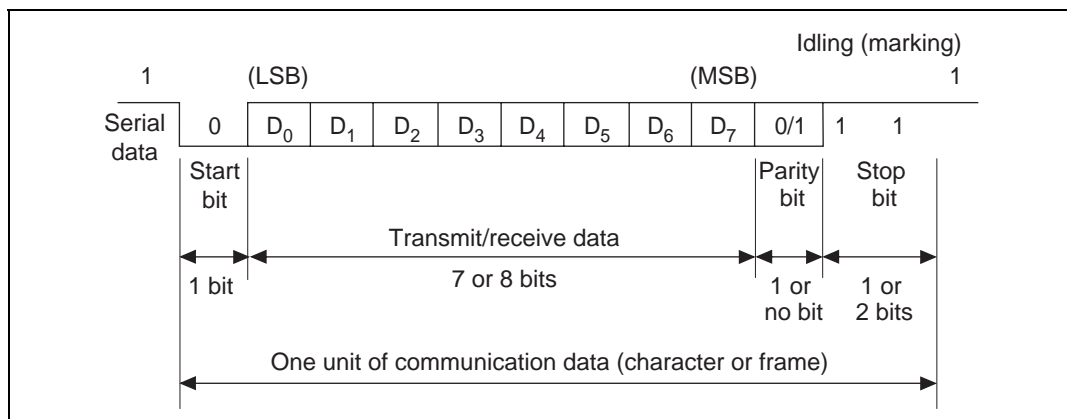 Idling (marking)
1 (LSB) (MSB) 1
Serial data 0 D0 D1 D2 D3 D4 D5 D6 D7 0/1 1 1
Start bit Parity bit Stop bit
Transmit/receive data
1 bit 7 or 8 bits 1 or no bit 1 or 2 bits
One unit of communication data (character or frame)